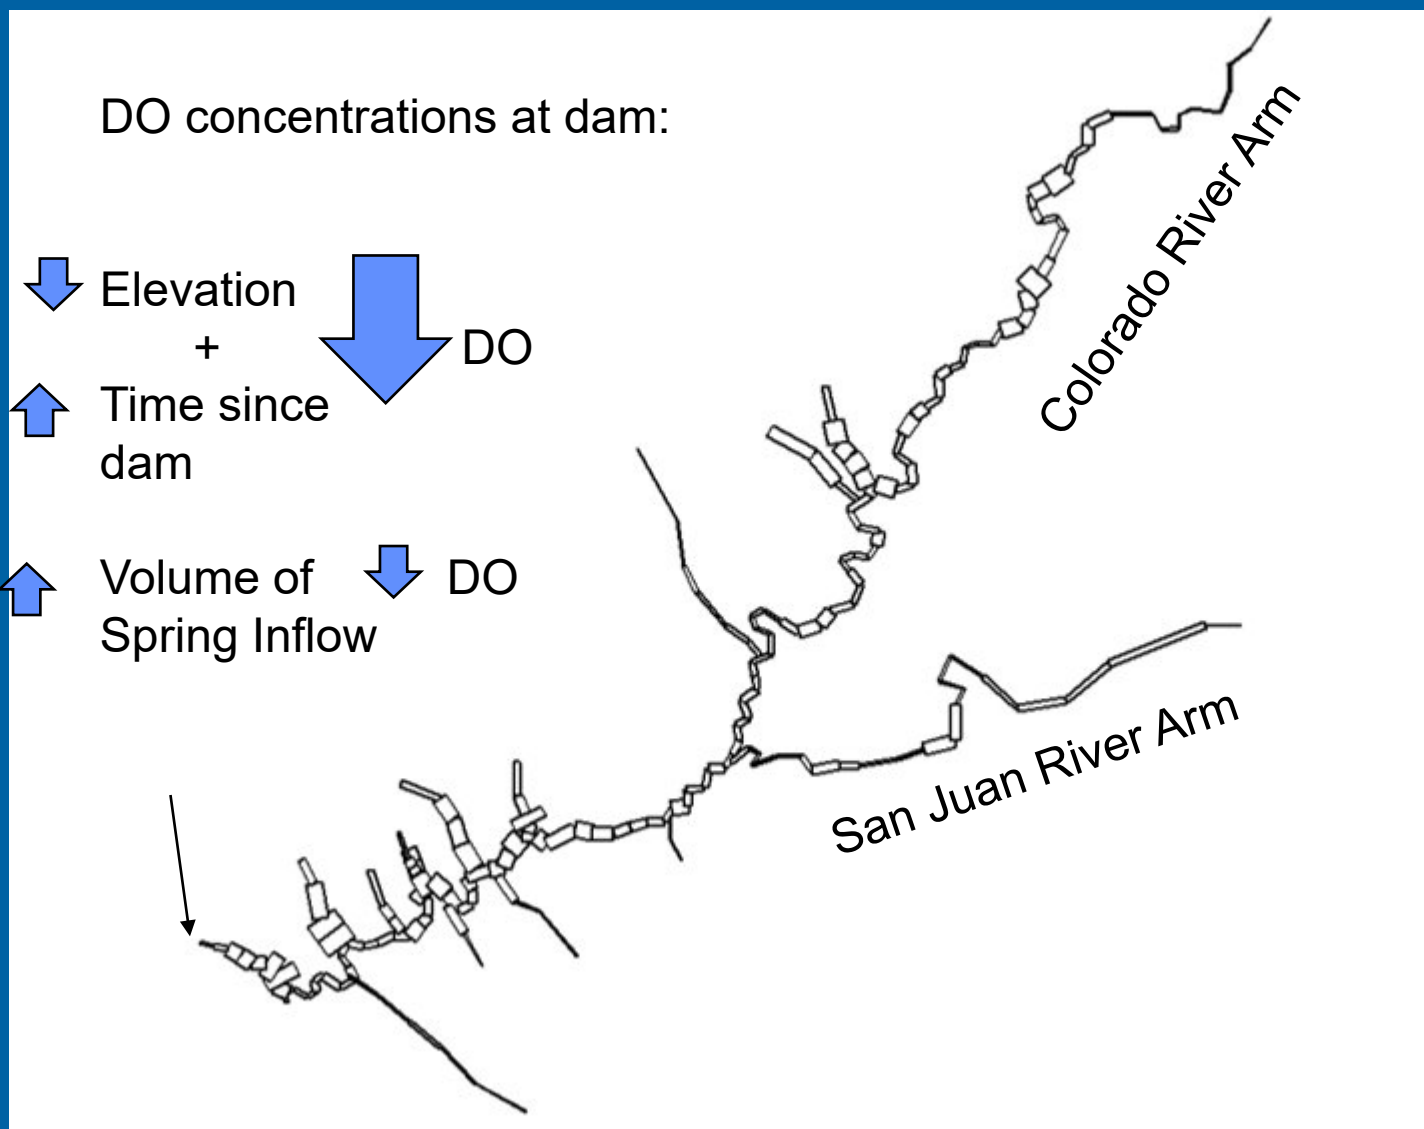 DO concentrations at dam:
Elevation
+
DO
Time since
dam
Volume of
DO
Spring Inflow
Colorado River Arm
San Juan River Arm